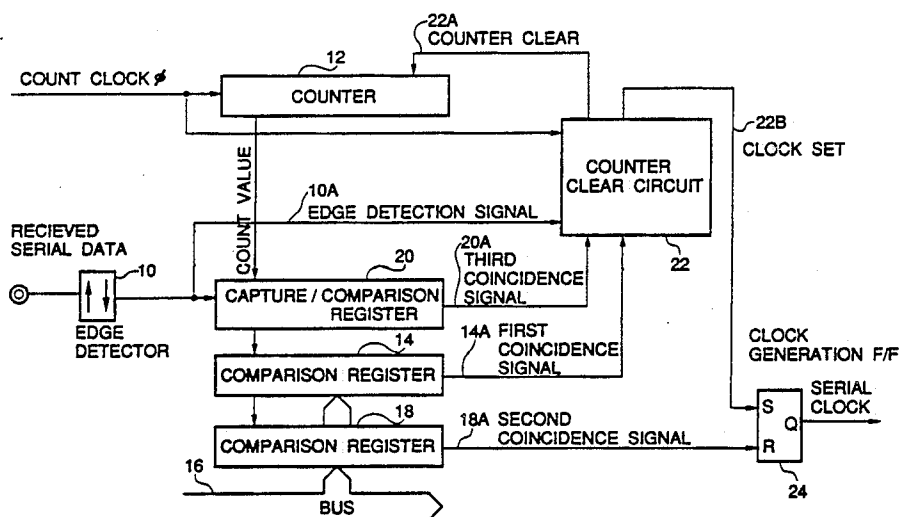 22A
COUNTER CLEAR
12
COUNT CLOCK ϕ
COUNTER
22B
CLOCK SET
COUNTER
CLEAR CIRCUIT
COUNT VALUE
10A
EDGE DETECTION SIGNAL
RECIEVED
SERIAL DATA
10
20
20A
THIRD
COINCIDENCE
SIGNAL
22
CAPTURE / COMPARISON
REGISTER
EDGE
DETECTOR
14
14A FIRST
COINCIDENCE
SIGNAL
CLOCK
GENERATION F/F
COMPARISON REGISTER
SERIAL
CLOCK
18
18A SECOND
COINCIDENCE SIGNAL
S
Q
R
COMPARISON REGISTER
16
24
BUS